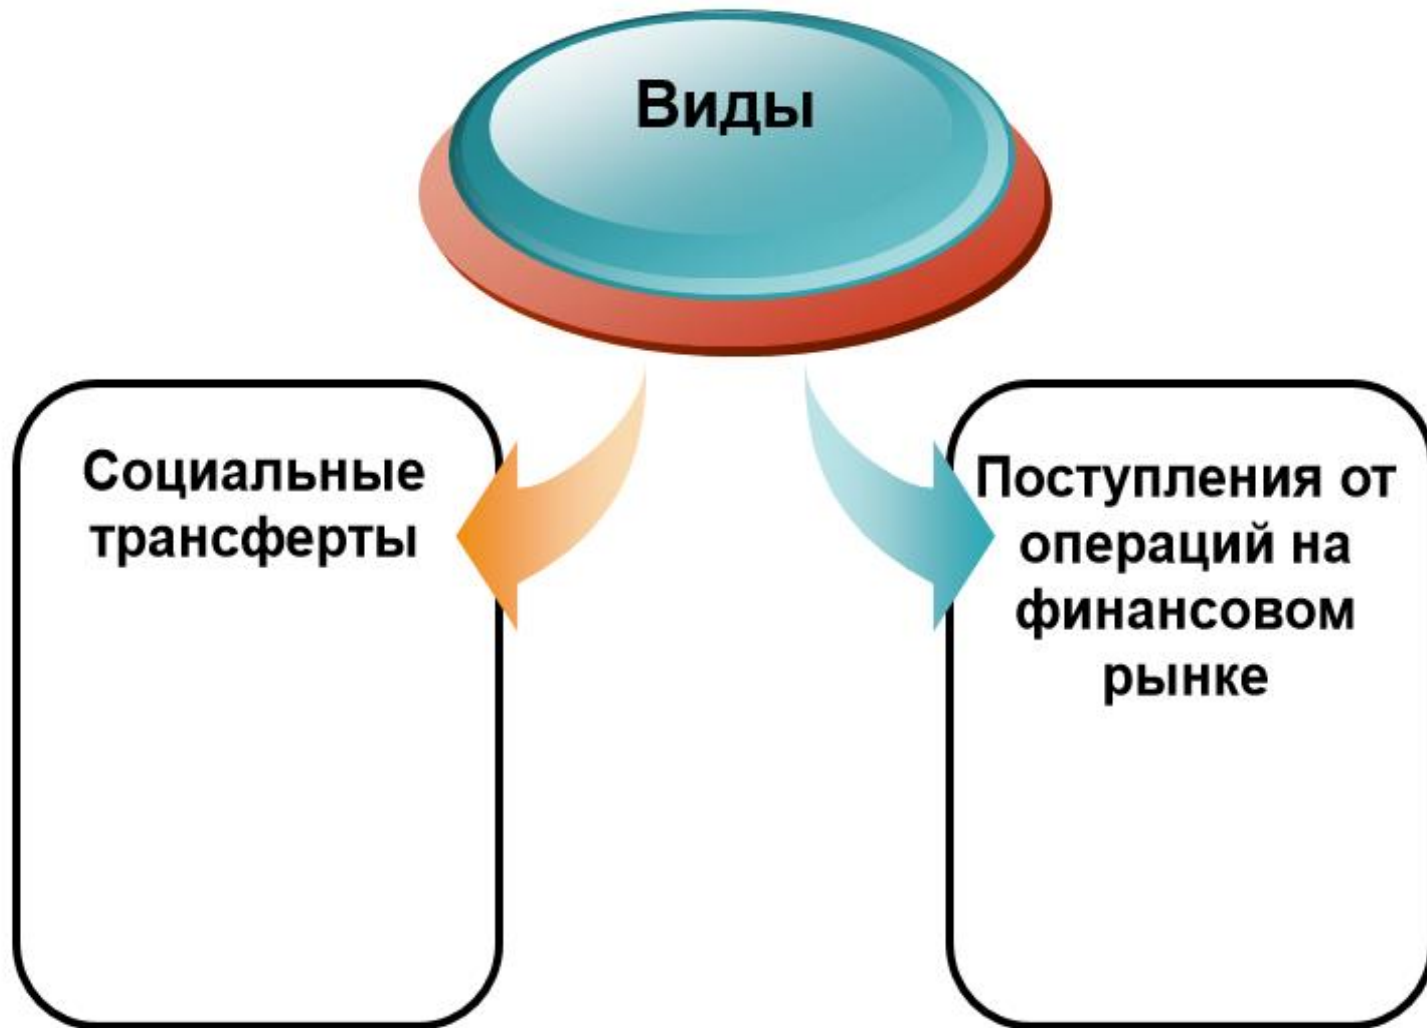 Виды
Социальные
трансферты
Поступления от
операций на
финансовом
рынке